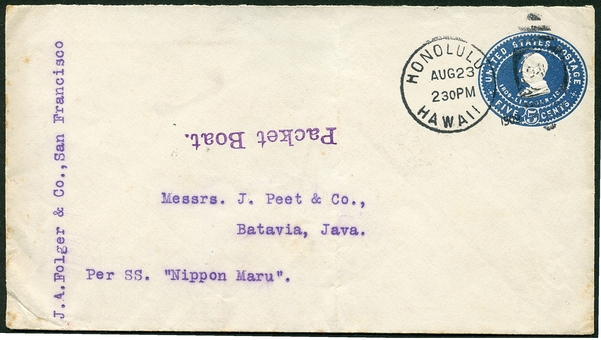 J.A.Folger & Co.,San Francisco
HONOLULU
AUG 23
2 30 PM
HAWAII
UNITED STATES POSTAGE
FIVE 5 CENTS
Packet Boat.
Messrs. J. Peet & Co.,
Batavia, Java.
Per SS. "Nippon Maru".